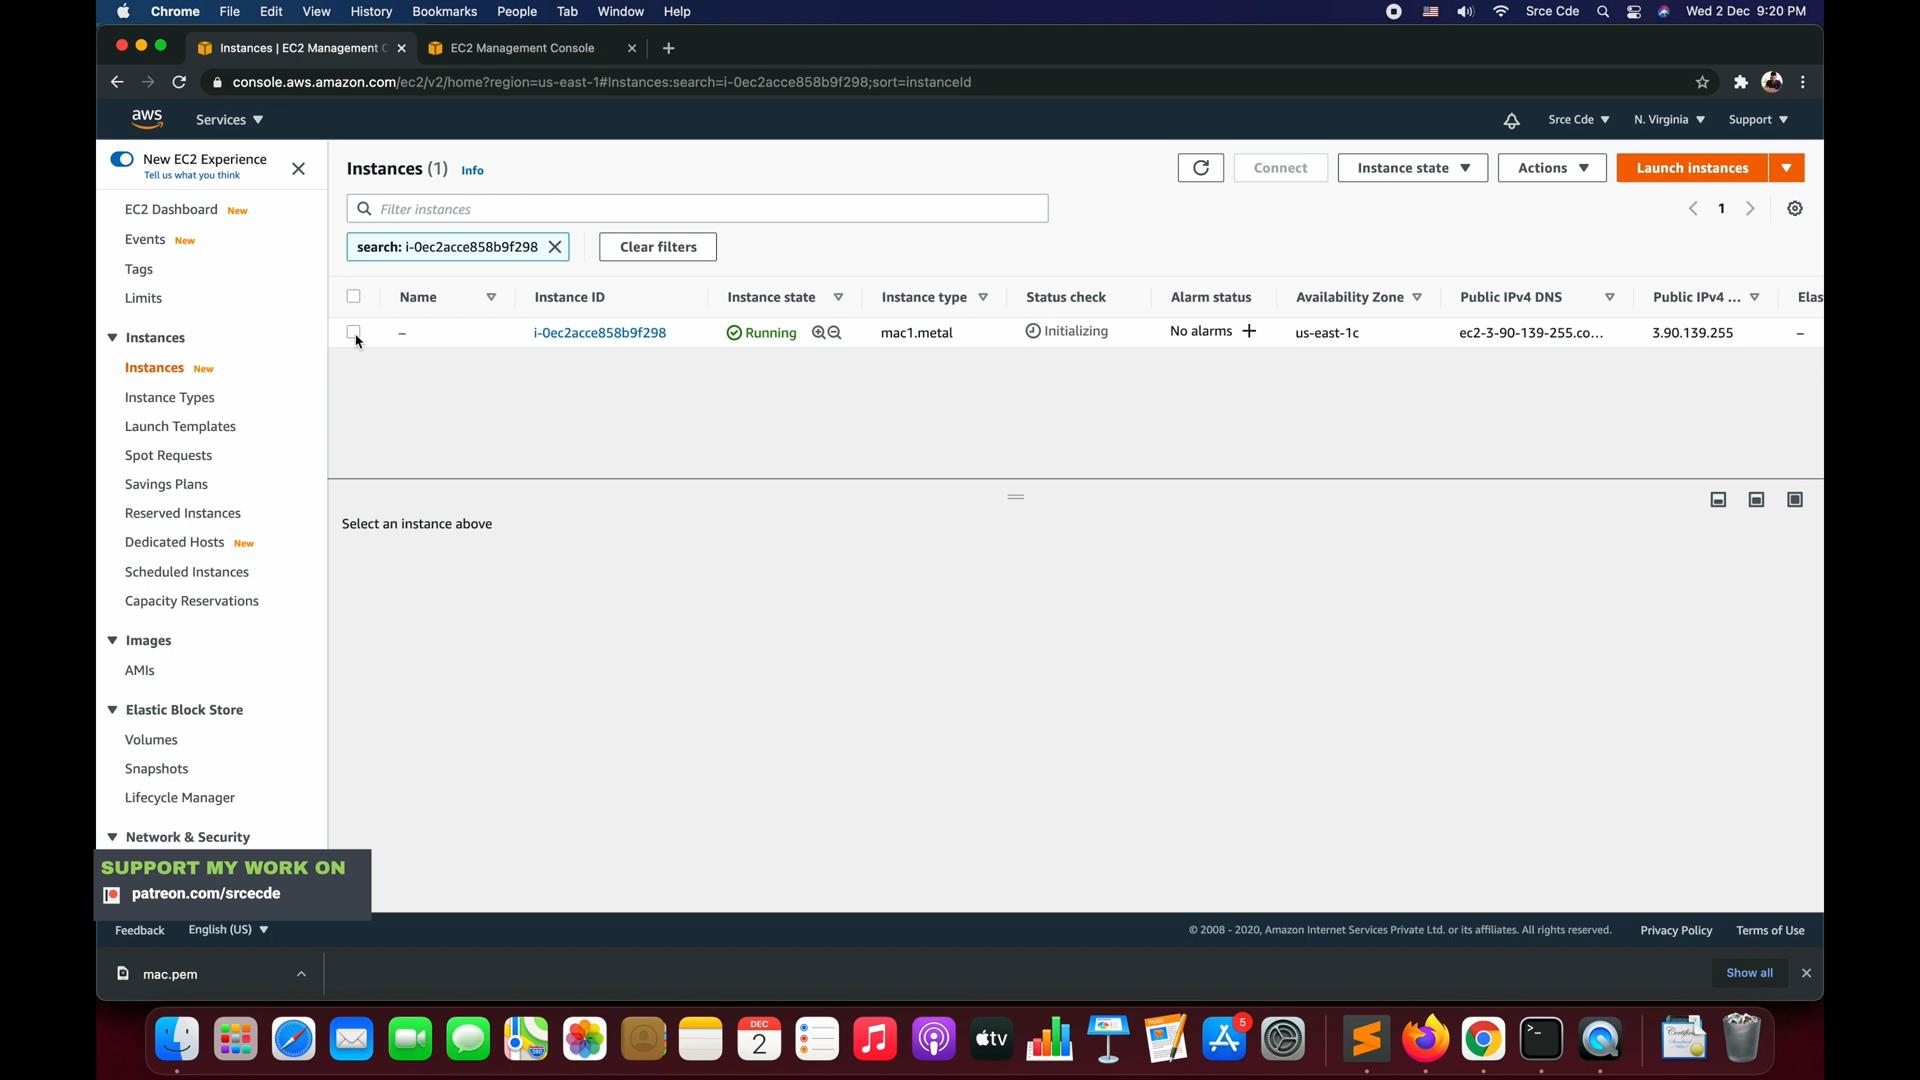 Chrome File Edit View History Bookmarks People Tab Window Help Srce Cde Wed 2 Dec 9:20 PM
Instances | EC2 Management C EC2 Management Console
console.aws.amazon.com/ec2/v2/home?region=us-east-1#Instances:search=i-0ec2acce858b9f298;sort=instanceId
aws Services Srce Cde N. Virginia Support
New EC2 Experience
Tell us what you think
EC2 Dashboard New
Events New
Tags
Limits
Instances
Instances New
Instance Types
Launch Templates
Spot Requests
Savings Plans
Reserved Instances
Dedicated Hosts New
Scheduled Instances
Capacity Reservations
Images
AMIs
Elastic Block Store
Volumes
Snapshots
Lifecycle Manager
Network & Security
Instances (1) Info Connect Instance state Actions Launch instances
Filter instances 1
search: i-0ec2acce858b9f298 Clear filters
Name Instance ID Instance state Instance type Status check Alarm status Availability Zone Public IPv4 DNS Public IPv4 ... Elas
– i-0ec2acce858b9f298 Running mac1.metal Initializing No alarms + us-east-1c ec2-3-90-139-255.co... 3.90.139.255 –
Select an instance above
SUPPORT MY WORK ON
patreon.com/srcecde
Feedback English (US) © 2008 - 2020, Amazon Internet Services Private Ltd. or its affiliates. All rights reserved. Privacy Policy Terms of Use
mac.pem Show all
DEC
2
tv
5